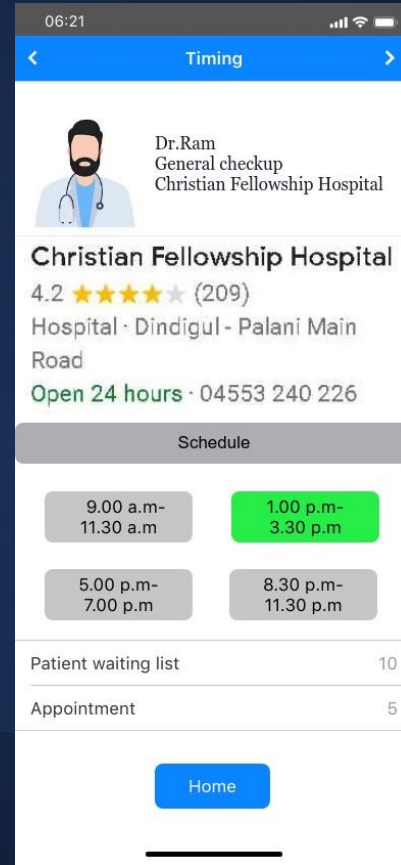 06:21
Timing
Dr.Ram
General checkup
Christian Fellowship Hospital
Christian Fellowship Hospital
4.2 ★★★★★ (209)
Hospital · Dindigul - Palani Main
Road
Open 24 hours · 04553 240 226
Schedule
9.00 a.m-
11.30 a.m
1.00 p.m-
3.30 p.m
5.00 p.m-
7.00 p.m
8.30 p.m-
11.30 p.m
Patient waiting list 10
Appointment 5
Home